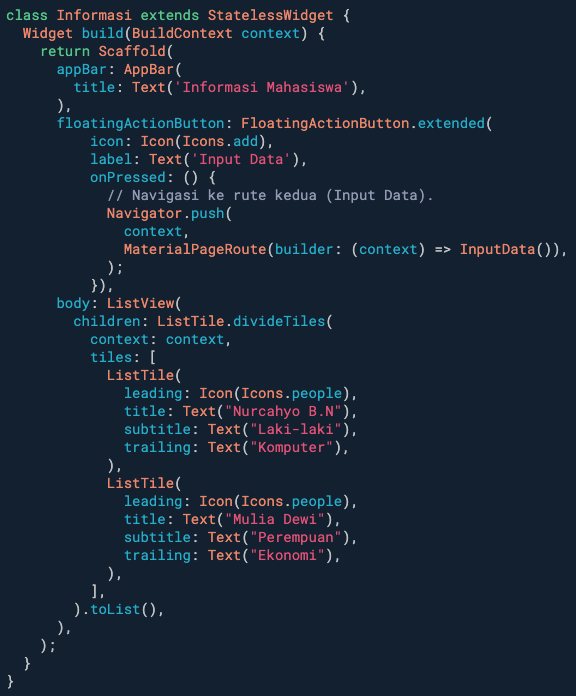 class Informasi extends StatelessWidget {
  Widget build(BuildContext context) {
    return Scaffold(
      appBar: AppBar(
        title: Text('Informasi Mahasiswa'),
      ),
      floatingActionButton: FloatingActionButton.extended(
          icon: Icon(Icons.add),
          label: Text('Input Data'),
          onPressed: () {
            // Navigasi ke rute kedua (Input Data).
            Navigator.push(
              context,
              MaterialPageRoute(builder: (context) => InputData()),
            );
          }),
      body: ListView(
        children: ListTile.divideTiles(
          context: context,
          tiles: [
            ListTile(
              leading: Icon(Icons.people),
              title: Text("Nurcahyo B.N"),
              subtitle: Text("Laki-laki"),
              trailing: Text("Komputer"),
            ),
            ListTile(
              leading: Icon(Icons.people),
              title: Text("Mulia Dewi"),
              subtitle: Text("Perempuan"),
              trailing: Text("Ekonomi"),
            ),
          ],
        ).toList(),
      ),
    );
  }
}